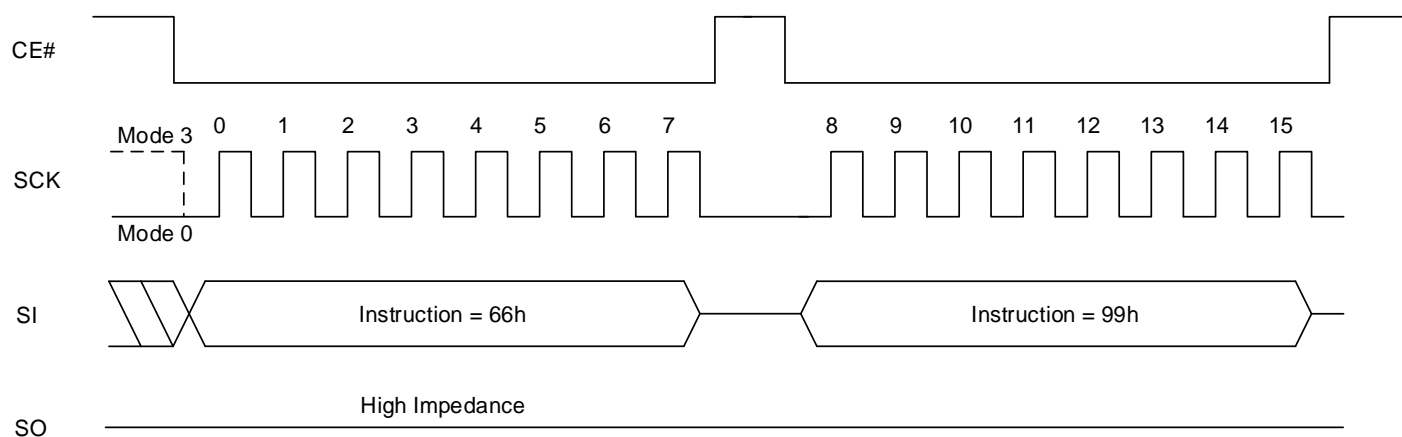 CE#
Mode 3
0 1 2 3 4 5 6 7 8 9 10 11 12 13 14 15
SCK
Mode 0
SI
Instruction = 66h
Instruction = 99h
High Impedance
SO